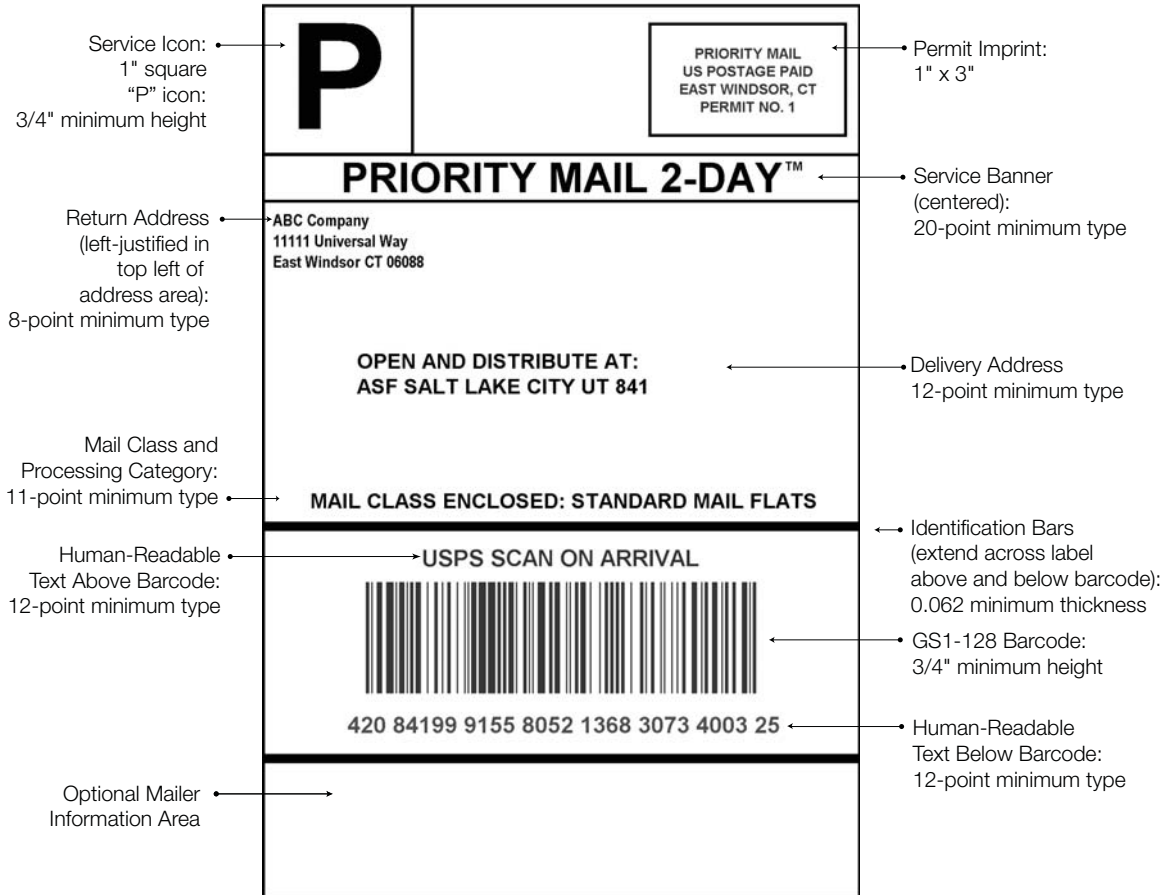 Service Icon:
1" square
“P” icon:
3/4" minimum height
P
PRIORITY MAIL
US POSTAGE PAID
EAST WINDSOR, CT
PERMIT NO. 1
Permit Imprint:
1" x 3"
PRIORITY MAIL 2-DAY™
Service Banner
(centered):
20-point minimum type
Return Address
(left-justified in
top left of
address area):
8-point minimum type
ABC Company
11111 Universal Way
East Windsor CT 06088
OPEN AND DISTRIBUTE AT:
ASF SALT LAKE CITY UT 841
Delivery Address
12-point minimum type
Mail Class and
Processing Category:
11-point minimum type
MAIL CLASS ENCLOSED: STANDARD MAIL FLATS
Identification Bars
(extend across label
above and below barcode):
0.062 minimum thickness
Human-Readable
Text Above Barcode:
12-point minimum type
USPS SCAN ON ARRIVAL
GS1-128 Barcode:
3/4" minimum height
420 84199 9155 8052 1368 3073 4003 25
Human-Readable
Text Below Barcode:
12-point minimum type
Optional Mailer
Information Area